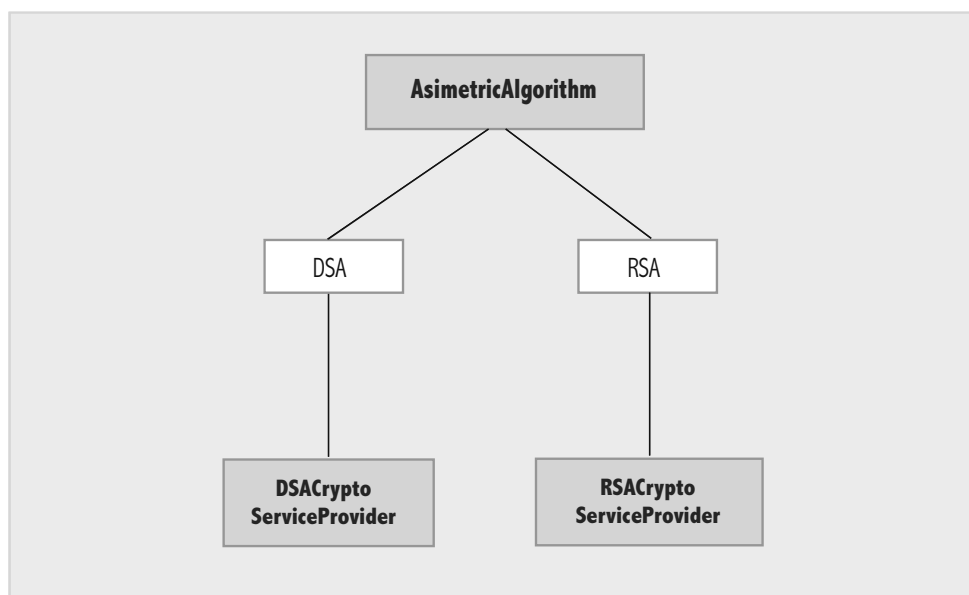 AsimetricAlgorithm
DSA
RSA
DSACrypto
ServiceProvider
RSACrypto
ServiceProvider